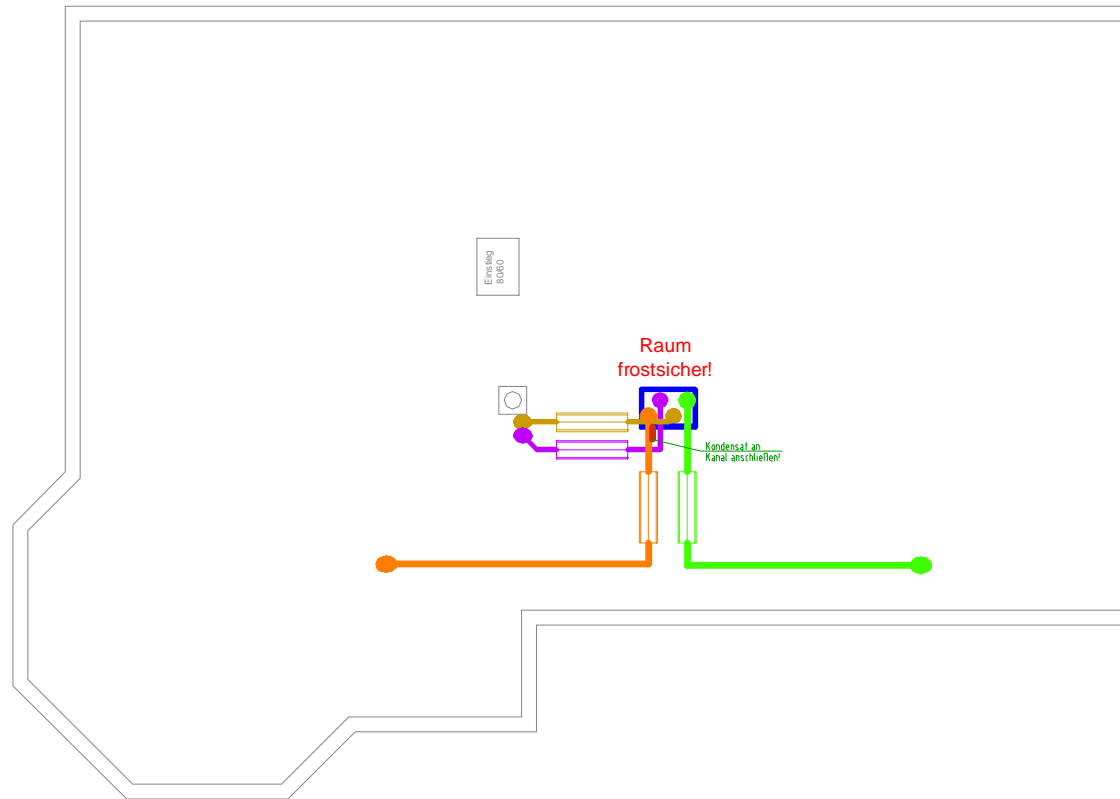 Einstieg
80/60
Raum
frostsicher!
Kondensat an
Kanal anschließen!